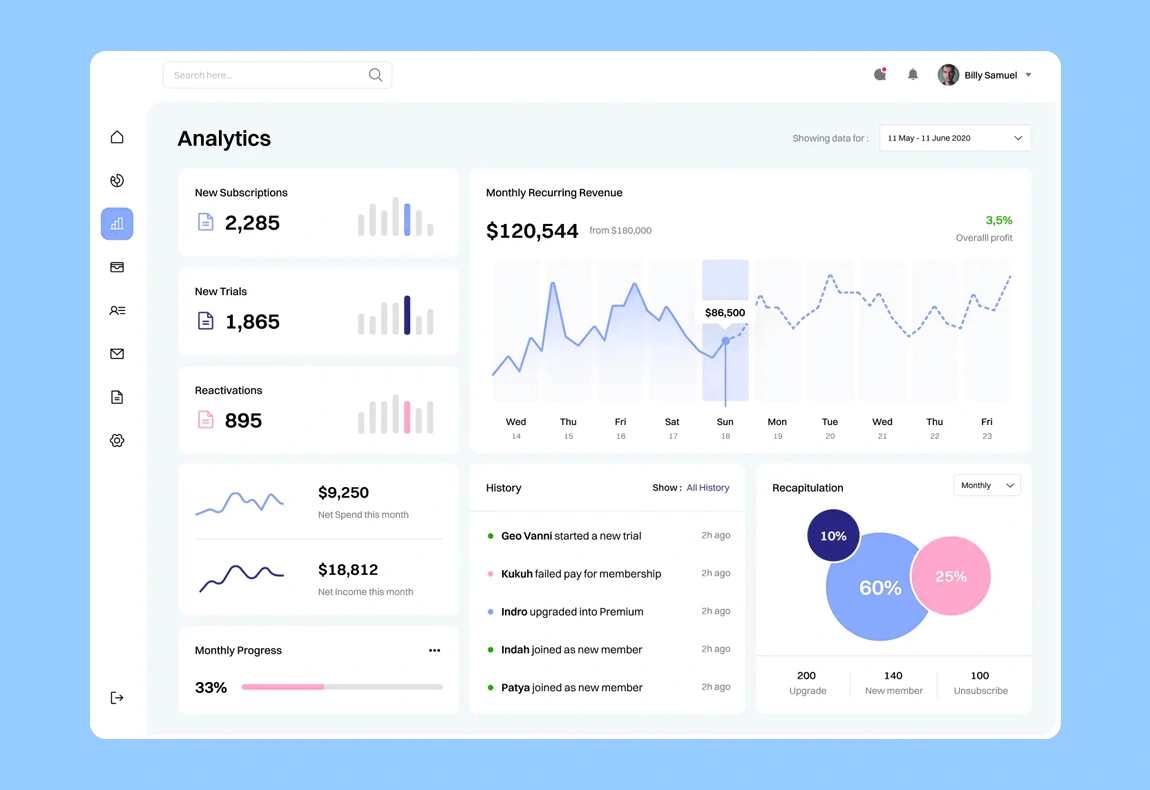 Search here...
Billy Samuel
Analytics
Showing data for :
11 May - 11 June 2020
New Subscriptions
2,285
New Trials
1,865
Reactivations
895
Monthly Recurring Revenue
$120,544 from $180,000
3,5%
Overalll profit
$86,500
Wed Thu Fri Sat Sun Mon Tue Wed Thu Fri
14 15 16 17 18 19 20 21 22 23
$9,250
Net Spend this month
$18,812
Net Income this month
Monthly Progress
33%
History
Show : All History
Geo Vanni started a new trial 2h ago
Kukuh failed pay for membership 2h ago
Indro upgraded into Premium 2h ago
Indah joined as new member 2h ago
Patya joined as new member 2h ago
Recapitulation
Monthly
10%
60%
25%
200 140 100
Upgrade New member Unsubscribe